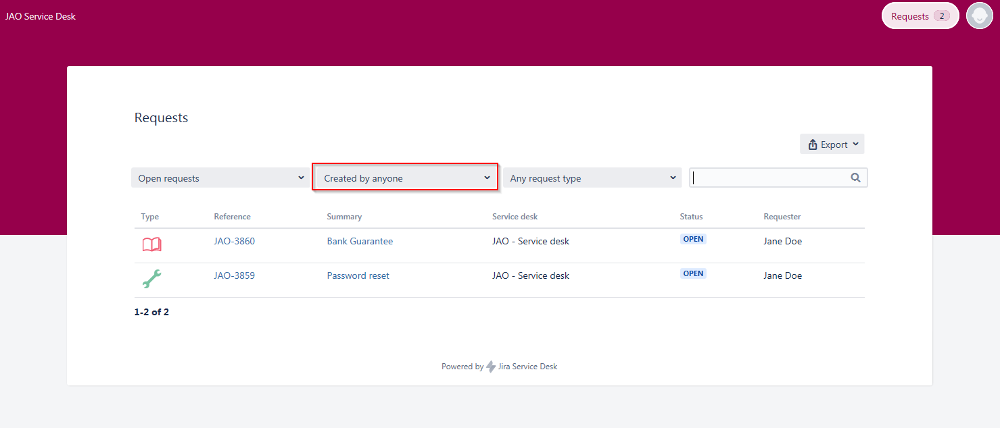 JAO Service Desk
Requests 2
Requests
Export
Open requests
Created by anyone
Any request type
Type Reference Summary Service desk Status Requester
JAO-3860 Bank Guarantee JAO - Service desk OPEN Jane Doe
JAO-3859 Password reset JAO - Service desk OPEN Jane Doe
1-2 of 2
Powered by Jira Service Desk